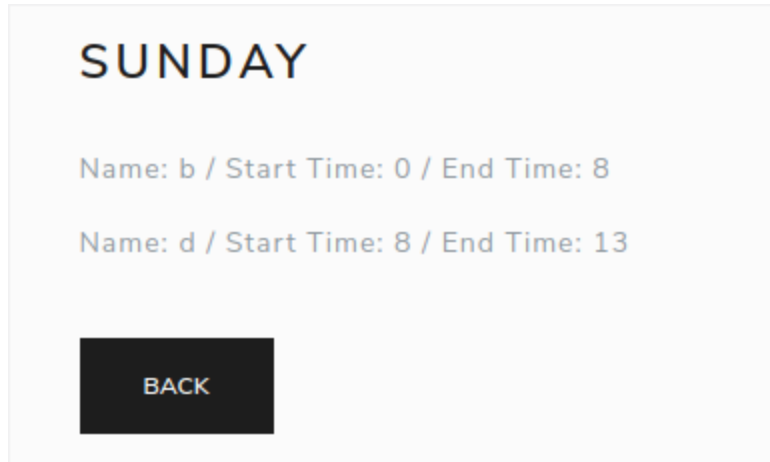 SUNDAY
Name: b / Start Time: 0 / End Time: 8
Name: d / Start Time: 8 / End Time: 13
BACK